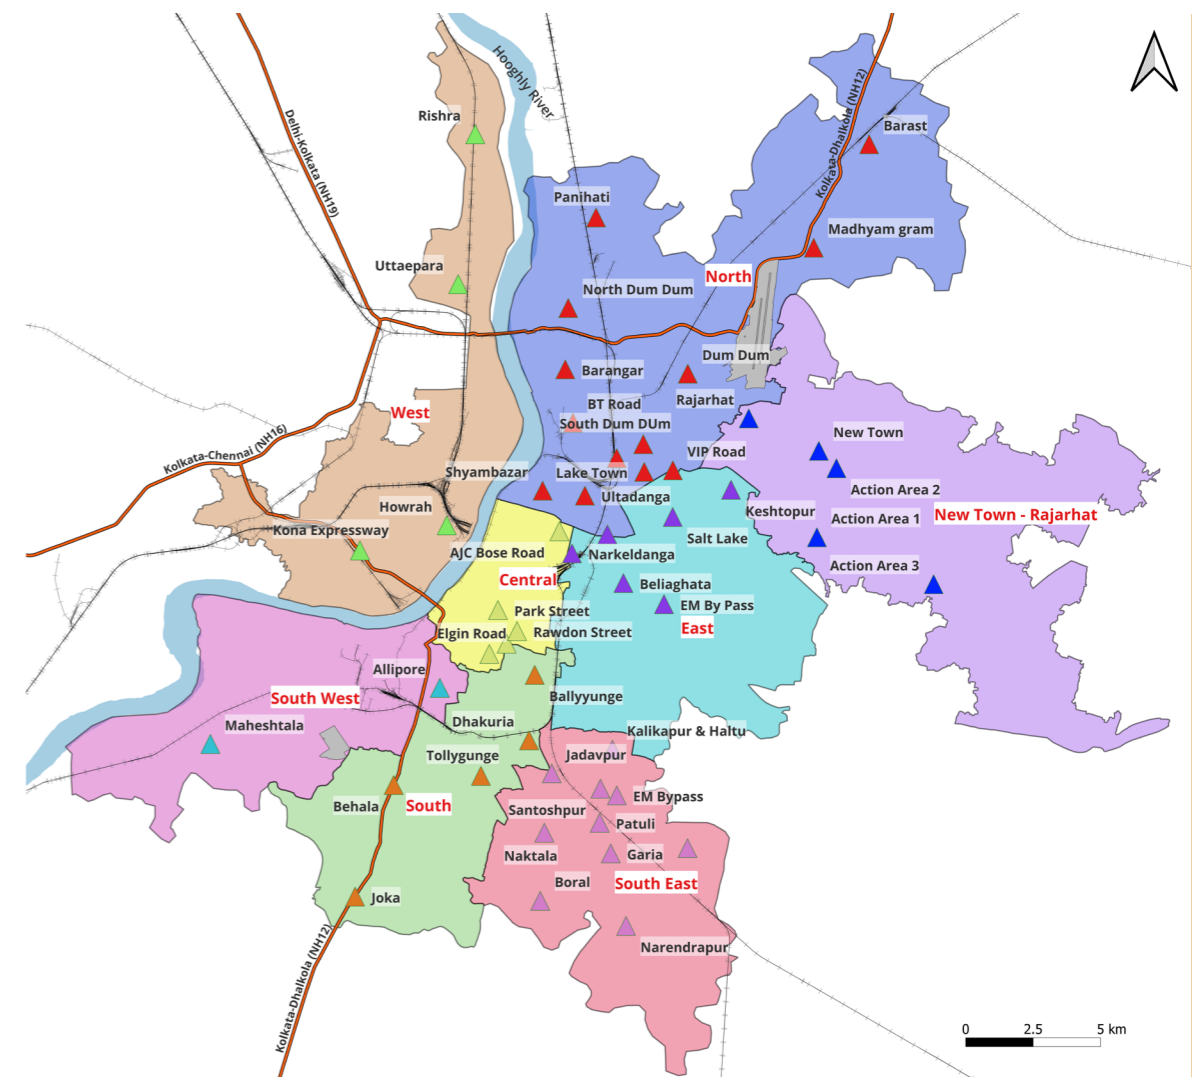 Hooghly River
Rishra
Delhi-Kolkata (NH19)
Kolkata-Dhalkola (NH12)
Barast
Panihati
Madhyam gram
Uttaepara
North
North Dum Dum
Dum Dum
Barangar
Rajarhat
BT Road
West
South Dum DUm
New Town
Kolkata-Chennai (NH16)
VIP Road
Shyambazar
Lake Town
Action Area 2
Ultadanga
Howrah
Keshtopur
Action Area 1
New Town - Rajarhat
Kona Expressway
Salt Lake
AJC Bose Road
Narkeldanga
Action Area 3
Central
Beliaghata
EM By Pass
Park Street
East
Elgin Road
Rawdon Street
Allipore
South West
Ballyyunge
Maheshtala
Dhakuria
Kalikapur & Haltu
Tollygunge
Jadavpur
EM Bypass
Behala
South
Santoshpur
Patuli
Naktala
Garia
Boral
South East
Joka
Narendrapur
Kolkata-Dhalkola (NH12)
0 2.5 5 km